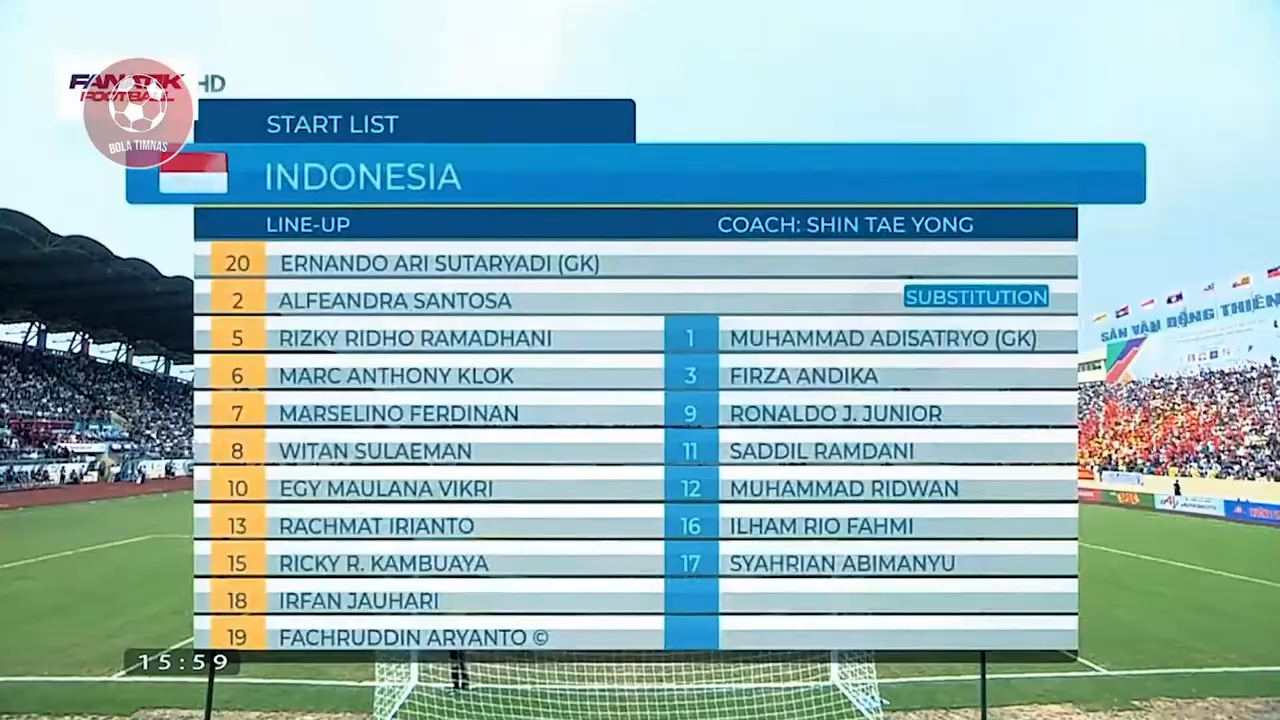 FANATIK HD
FOOTBALL
BOLA TIMNAS
START LIST
INDONESIA
LINE-UP COACH: SHIN TAE YONG
20 ERNANDO ARI SUTARYADI (GK)
2 ALFEANDRA SANTOSA
SUBSTITUTION
5 RIZKY RIDHO RAMADHANI 1 MUHAMMAD ADISATRYO (GK)
6 MARC ANTHONY KLOK 3 FIRZA ANDIKA
7 MARSELINO FERDINAN 9 RONALDO J. JUNIOR
8 WITAN SULAEMAN 11 SADDIL RAMDANI
10 EGY MAULANA VIKRI 12 MUHAMMAD RIDWAN
13 RACHMAT IRIANTO 16 ILHAM RIO FAHMI
15 RICKY R. KAMBUAYA 17 SYAHRIAN ABIMANYU
18 IRFAN JAUHARI
19 FACHRUDDIN ARYANTO ©
SÂN VẬN ĐỘNG THIÊN
15:59